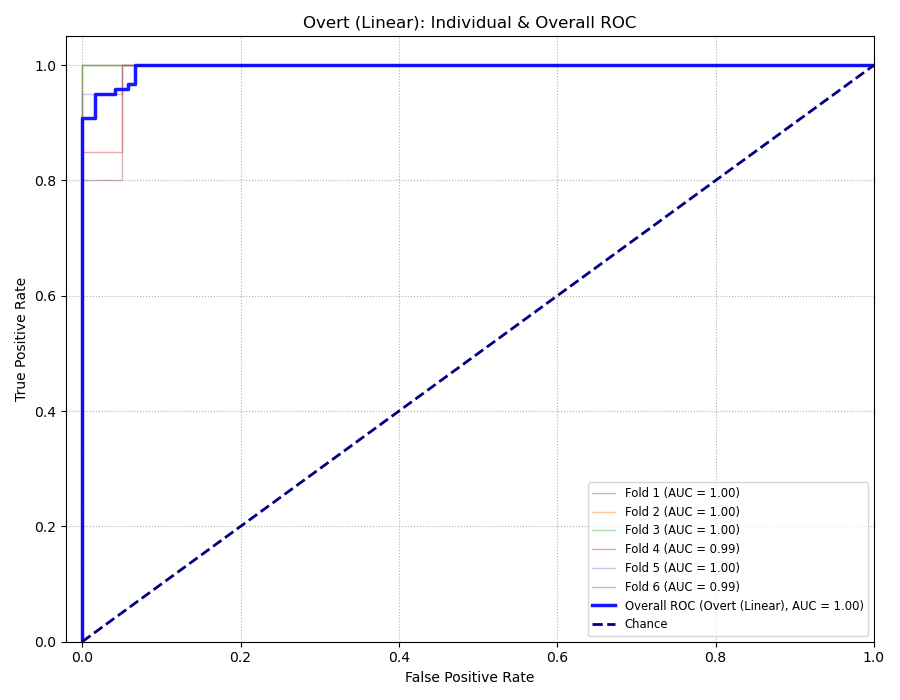 Overt (Linear): Individual & Overall ROC
True Positive Rate
1.0
0.8
0.6
0.4
0.2
0.0
0.0 0.2 0.4 0.6 0.8 1.0
False Positive Rate
Fold 1 (AUC = 1.00)
Fold 2 (AUC = 1.00)
Fold 3 (AUC = 1.00)
Fold 4 (AUC = 0.99)
Fold 5 (AUC = 1.00)
Fold 6 (AUC = 0.99)
Overall ROC (Overt (Linear), AUC = 1.00)
Chance